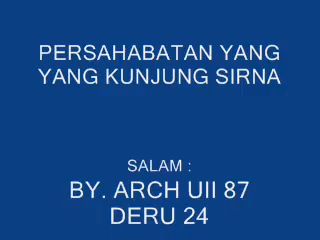 PERSAHABATAN YANG
YANG KUNJUNG SIRNA
SALAM :
BY. ARCH UII 87
DERU 24